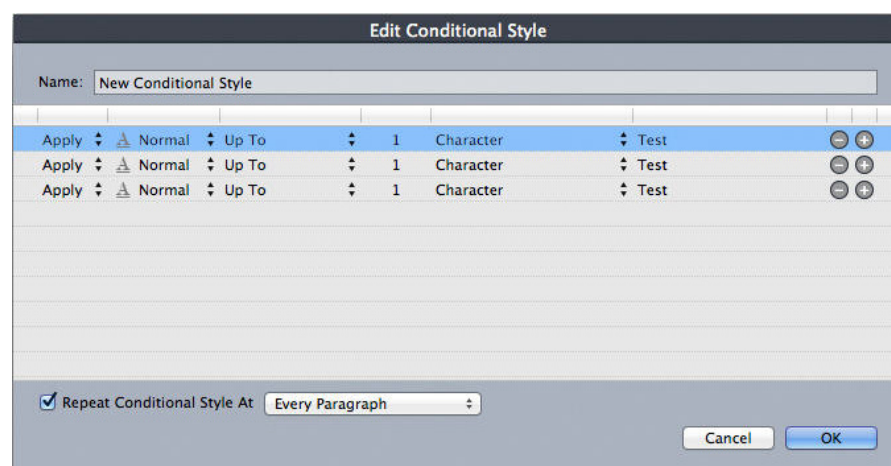 Edit Conditional Style
Name: New Conditional Style
Apply A Normal Up To 1 Character Test
Apply A Normal Up To 1 Character Test
Apply A Normal Up To 1 Character Test
Repeat Conditional Style At Every Paragraph
Cancel OK